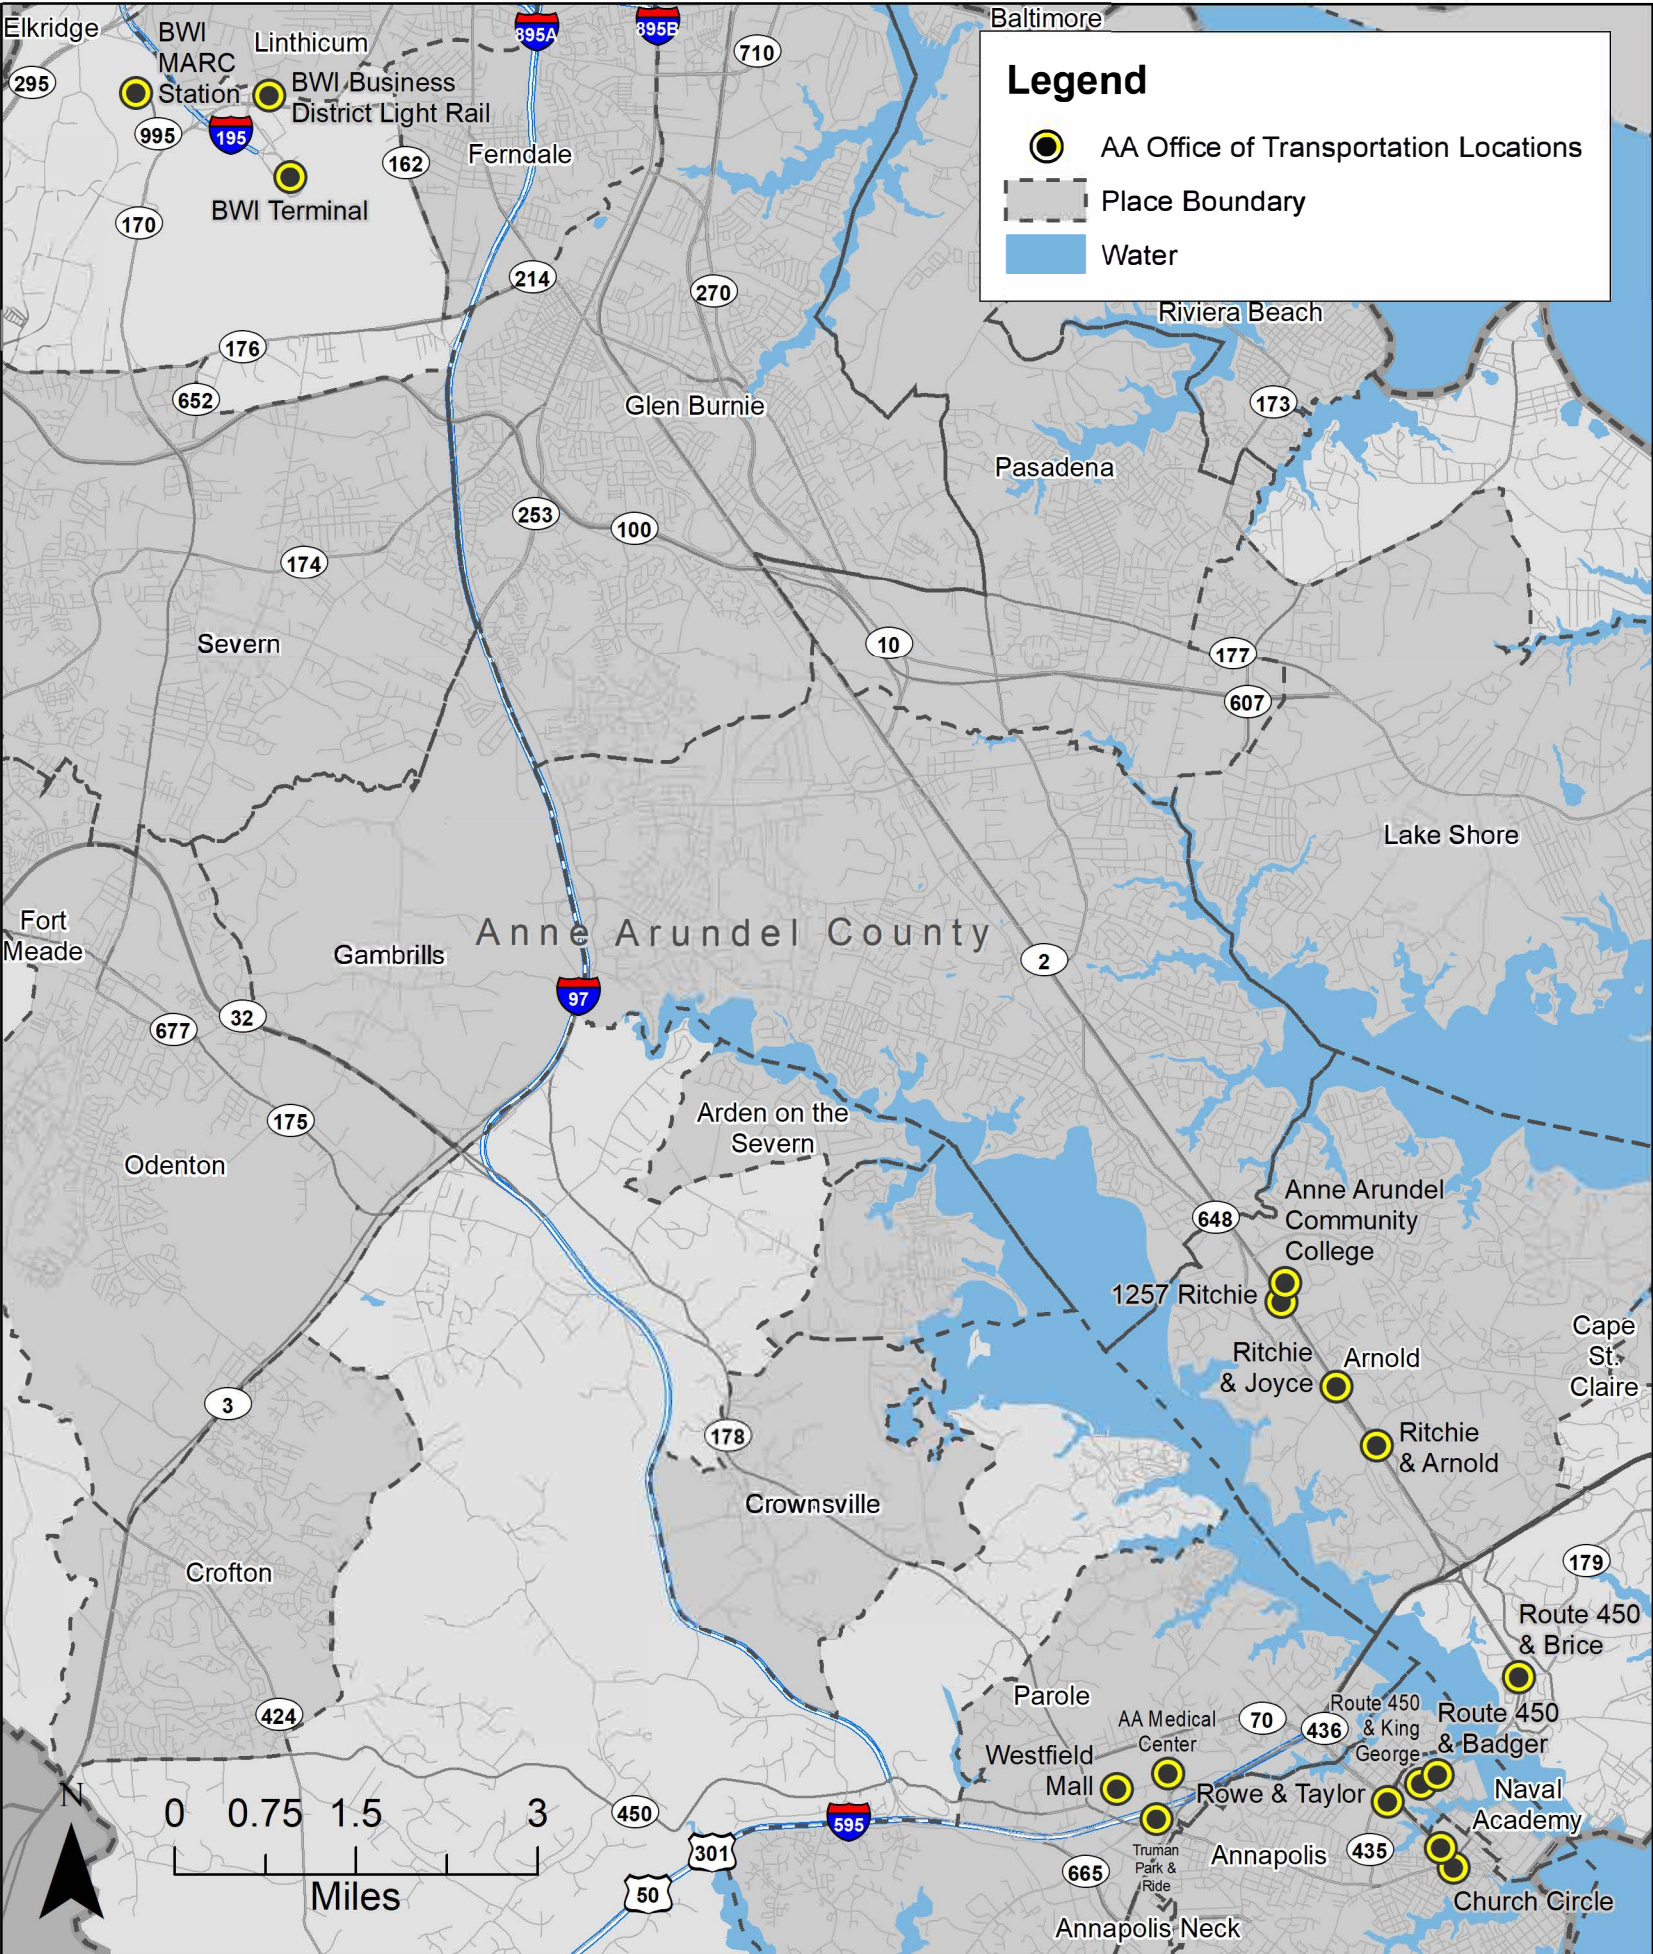 Elkridge
BWI
MARC
Station
Linthicum
BWI Business
District Light Rail
895A
895B
710
Baltimore
295
995
195
162
Ferndale
BWI Terminal
170
Legend
AA Office of Transportation Locations
Place Boundary
Water
214
270
Riviera Beach
176
652
Glen Burnie
173
Pasadena
253
100
174
Severn
10
177
607
Lake Shore
Fort
Meade
Gambrills
Anne Arundel County
2
97
32
677
175
Odenton
Arden on the
Severn
648
Anne Arundel
Community
College
1257 Ritchie
Ritchie
& Joyce
Arnold
Cape
St.
Claire
3
178
Ritchie
& Arnold
Crownsville
Crofton
179
Route 450
& Brice
424
Parole
AA Medical
Center
70
436
Route 450
& King
George
Route 450
& Badger
Westfield
Mall
Rowe & Taylor
Naval
Academy
N
0 0.75 1.5 3
Miles
450
595
301
50
665
Truman
Park &
Ride
Annapolis
435
Church Circle
Annapolis Neck